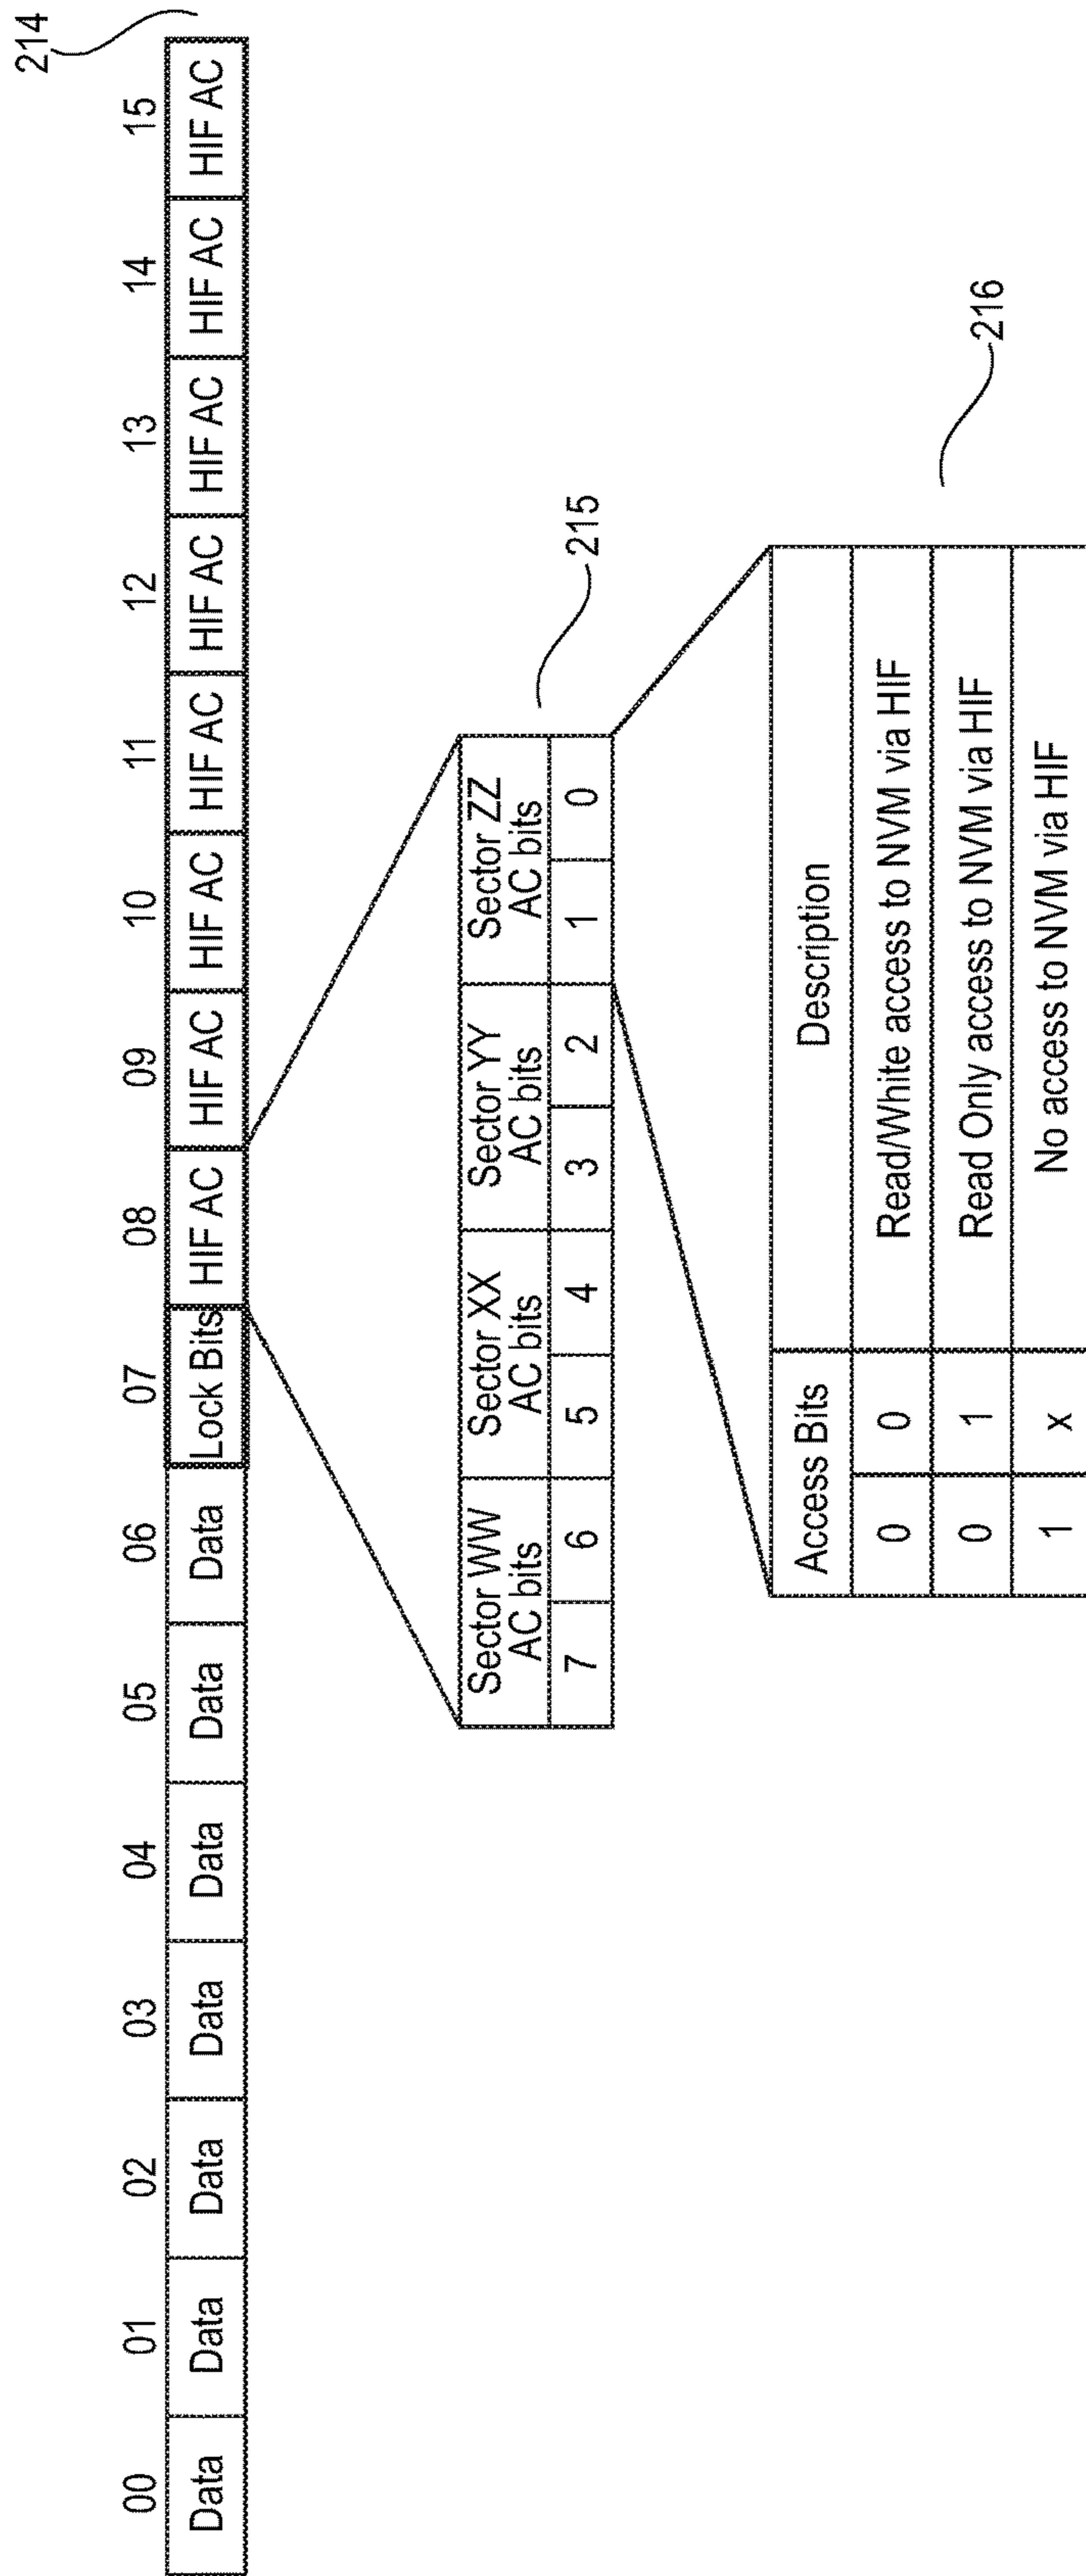 214
00 01 02 03 04 05 06 07 08 09 10 11 12 13 14 15
Data Data Data Data Data Data Data Lock Bits HIF AC HIF AC HIF AC HIF AC HIF AC HIF AC HIF AC HIF AC
215
Sector WW Sector XX Sector YY Sector ZZ
AC bits AC bits AC bits AC bits
7 6 5 4 3 2 1 0
216
Access Bits Description
0 0 Read/White access to NVM via HIF
0 1 Read Only access to NVM via HIF
1 x No access to NVM via HIF